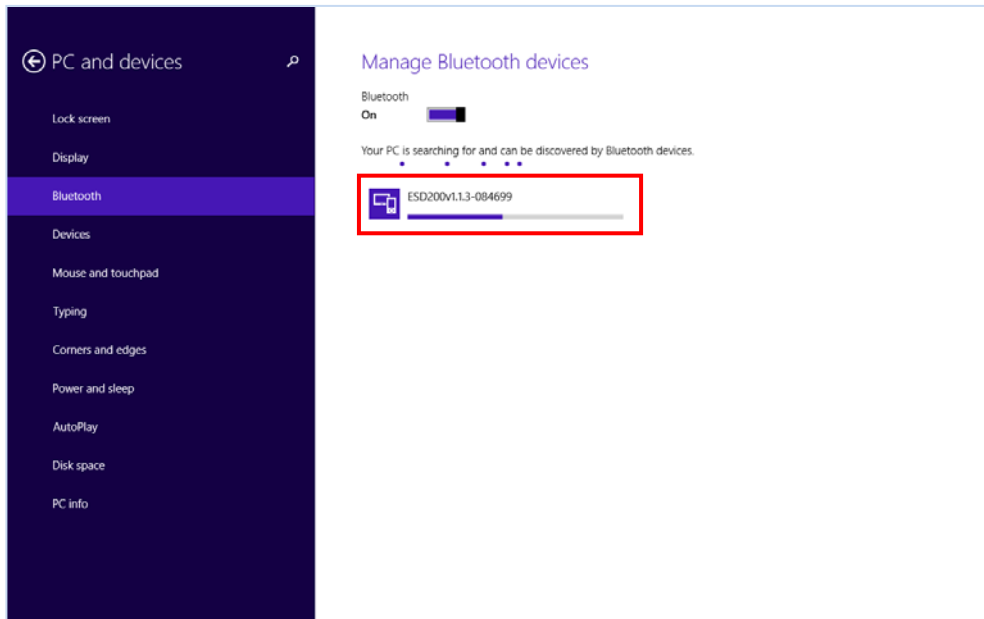 PC and devices
Lock screen
Display
Bluetooth
Devices
Mouse and touchpad
Typing
Corners and edges
Power and sleep
AutoPlay
Disk space
PC info
Manage Bluetooth devices
Bluetooth
On
Your PC is searching for and can be discovered by Bluetooth devices.
ESD200v1.1.3-084699